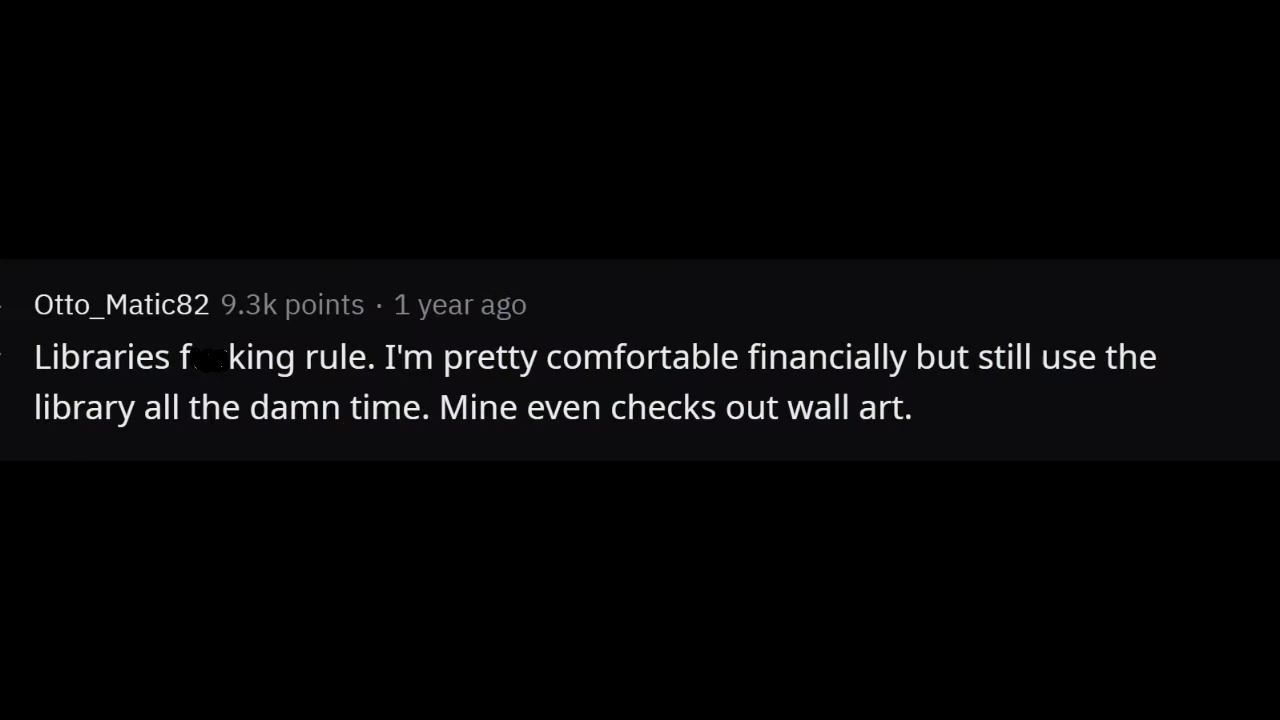 Otto_Matic82 9.3k points · 1 year ago
Libraries f king rule. I'm pretty comfortable financially but still use the
library all the damn time. Mine even checks out wall art.